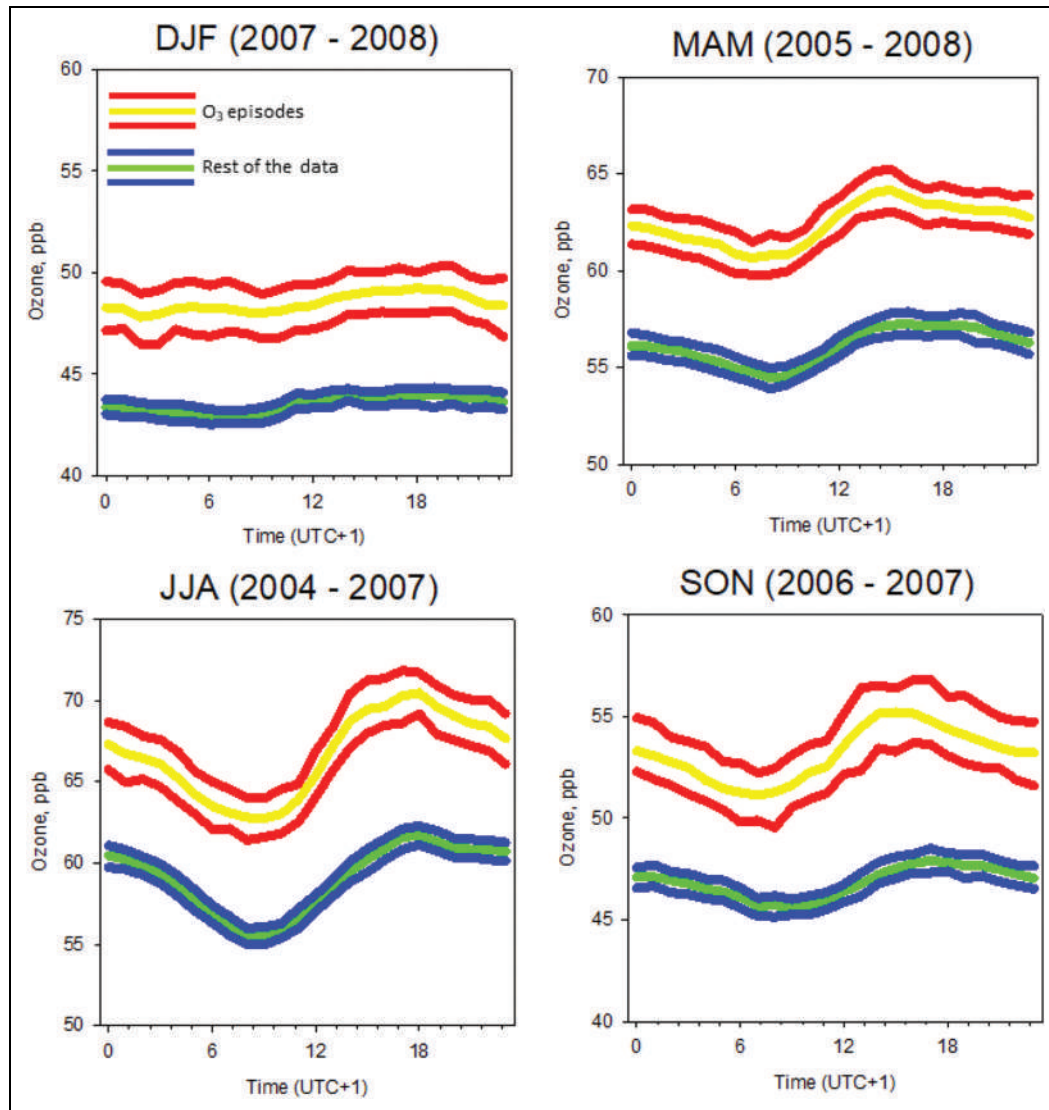 DJF (2007 - 2008)
60
55
50
45
40
Ozone, ppb
O3 episodes
Rest of the data
0 6 12 18
Time (UTC+1)
MAM (2005 - 2008)
70
65
60
55
50
Ozone, ppb
0 6 12 18
Time (UTC+1)
JJA (2004 - 2007)
75
70
65
60
55
50
Ozone, ppb
0 6 12 18
Time (UTC+1)
SON (2006 - 2007)
60
55
50
45
40
Ozone, ppb
0 6 12 18
Time (UTC+1)